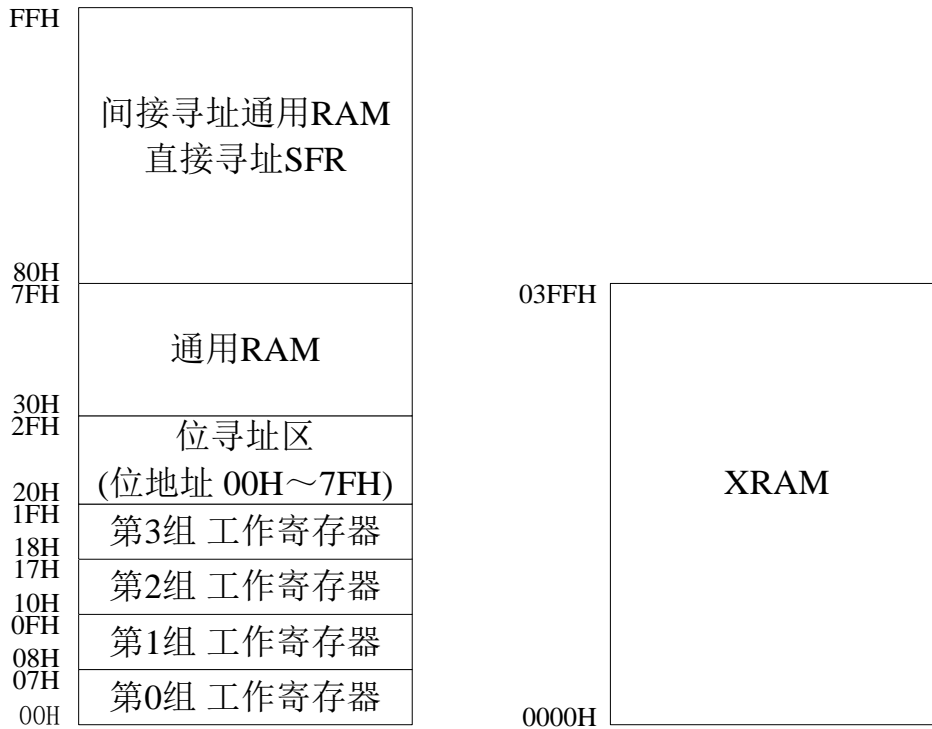 FFH
间接寻址通用RAM
直接寻址SFR
80H
7FH
通用RAM
30H
2FH
位寻址区
(位地址 00H～7FH)
20H
1FH
第3组 工作寄存器
18H
17H
第2组 工作寄存器
10H
0FH
第1组 工作寄存器
08H
07H
第0组 工作寄存器
00H
03FFH
XRAM
0000H